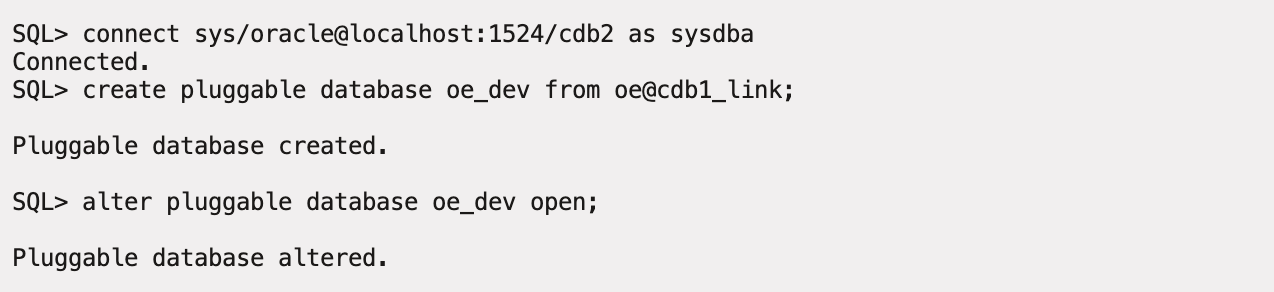 SQL> connect sys/oracle@localhost:1524/cdb2 as sysdba
Connected.
SQL> create pluggable database oe_dev from oe@cdb1_link;
Pluggable database created.
SQL> alter pluggable database oe_dev open;
Pluggable database altered.